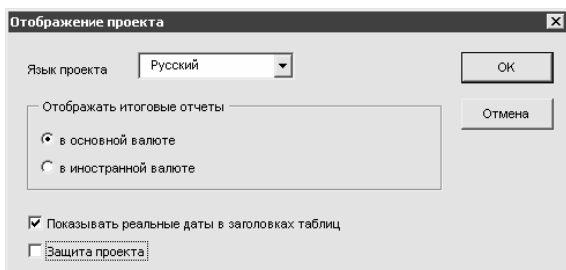 Отображение проекта
Язык проекта Русский
ОК
Отображать итоговые отчеты
Отмена
в основной валюте
в иностранной валюте
Показывать реальные даты в заголовках таблиц
Защита проекта